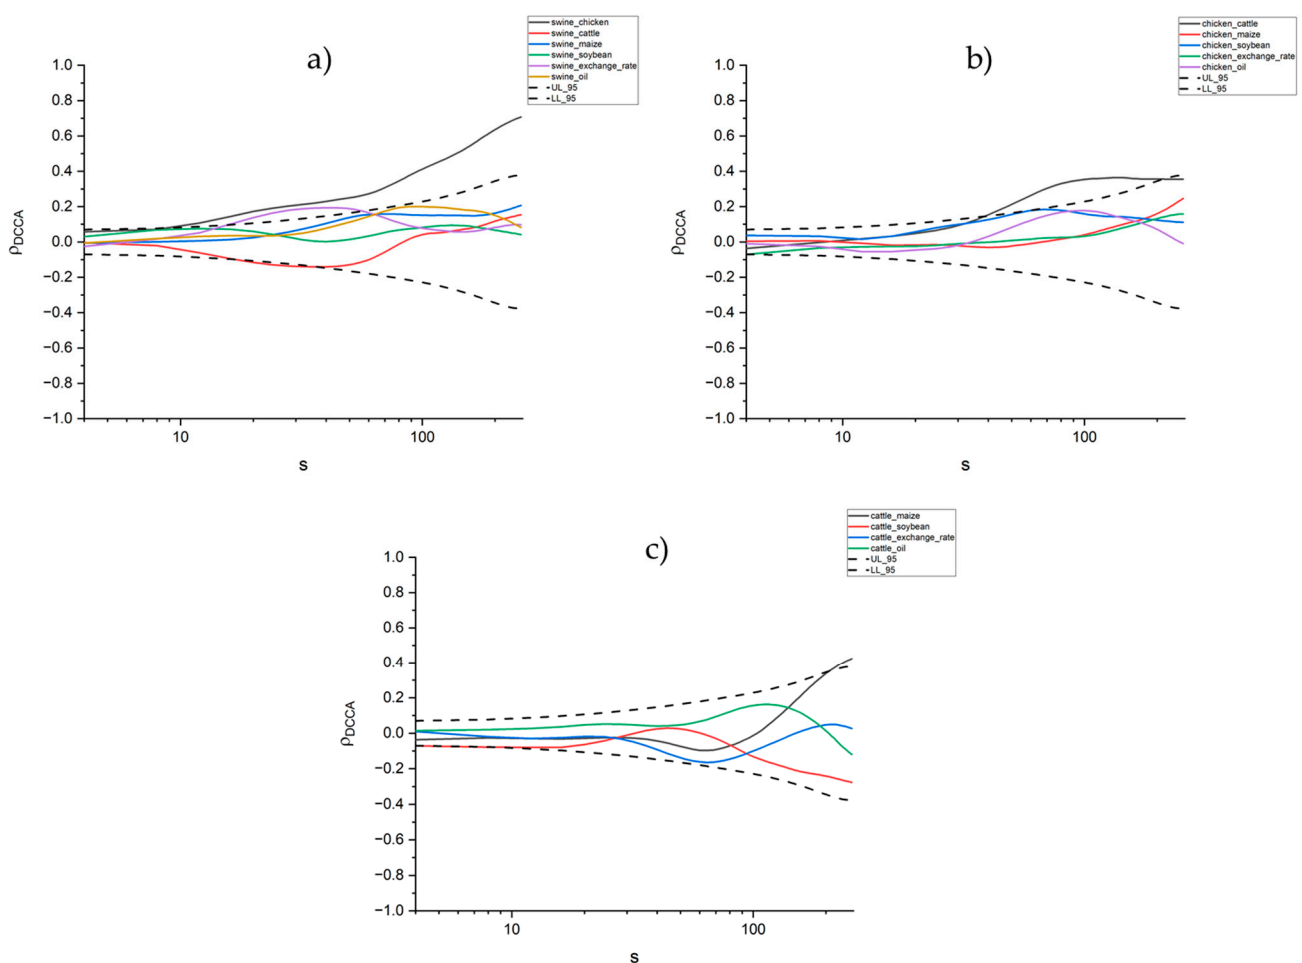 a)
swine_chicken
swine_cattle
swine_maize
swine_soybean
swine_exchange_rate
swine_oil
UL_95
LL_95
1.0
0.8
0.6
0.4
0.2
0.0
−0.2
−0.4
−0.6
−0.8
−1.0
ρDCCA
10 100
s
b)
chicken_cattle
chicken_maize
chicken_soybean
chicken_exchange_rate
chicken_oil
UL_95
LL_95
1.0
0.8
0.6
0.4
0.2
0.0
−0.2
−0.4
−0.6
−0.8
−1.0
ρDCCA
10 100
s
c)
cattle_maize
cattle_soybean
cattle_exchange_rate
cattle_oil
UL_95
LL_95
1.0
0.8
0.6
0.4
0.2
0.0
−0.2
−0.4
−0.6
−0.8
−1.0
ρDCCA
10 100
s